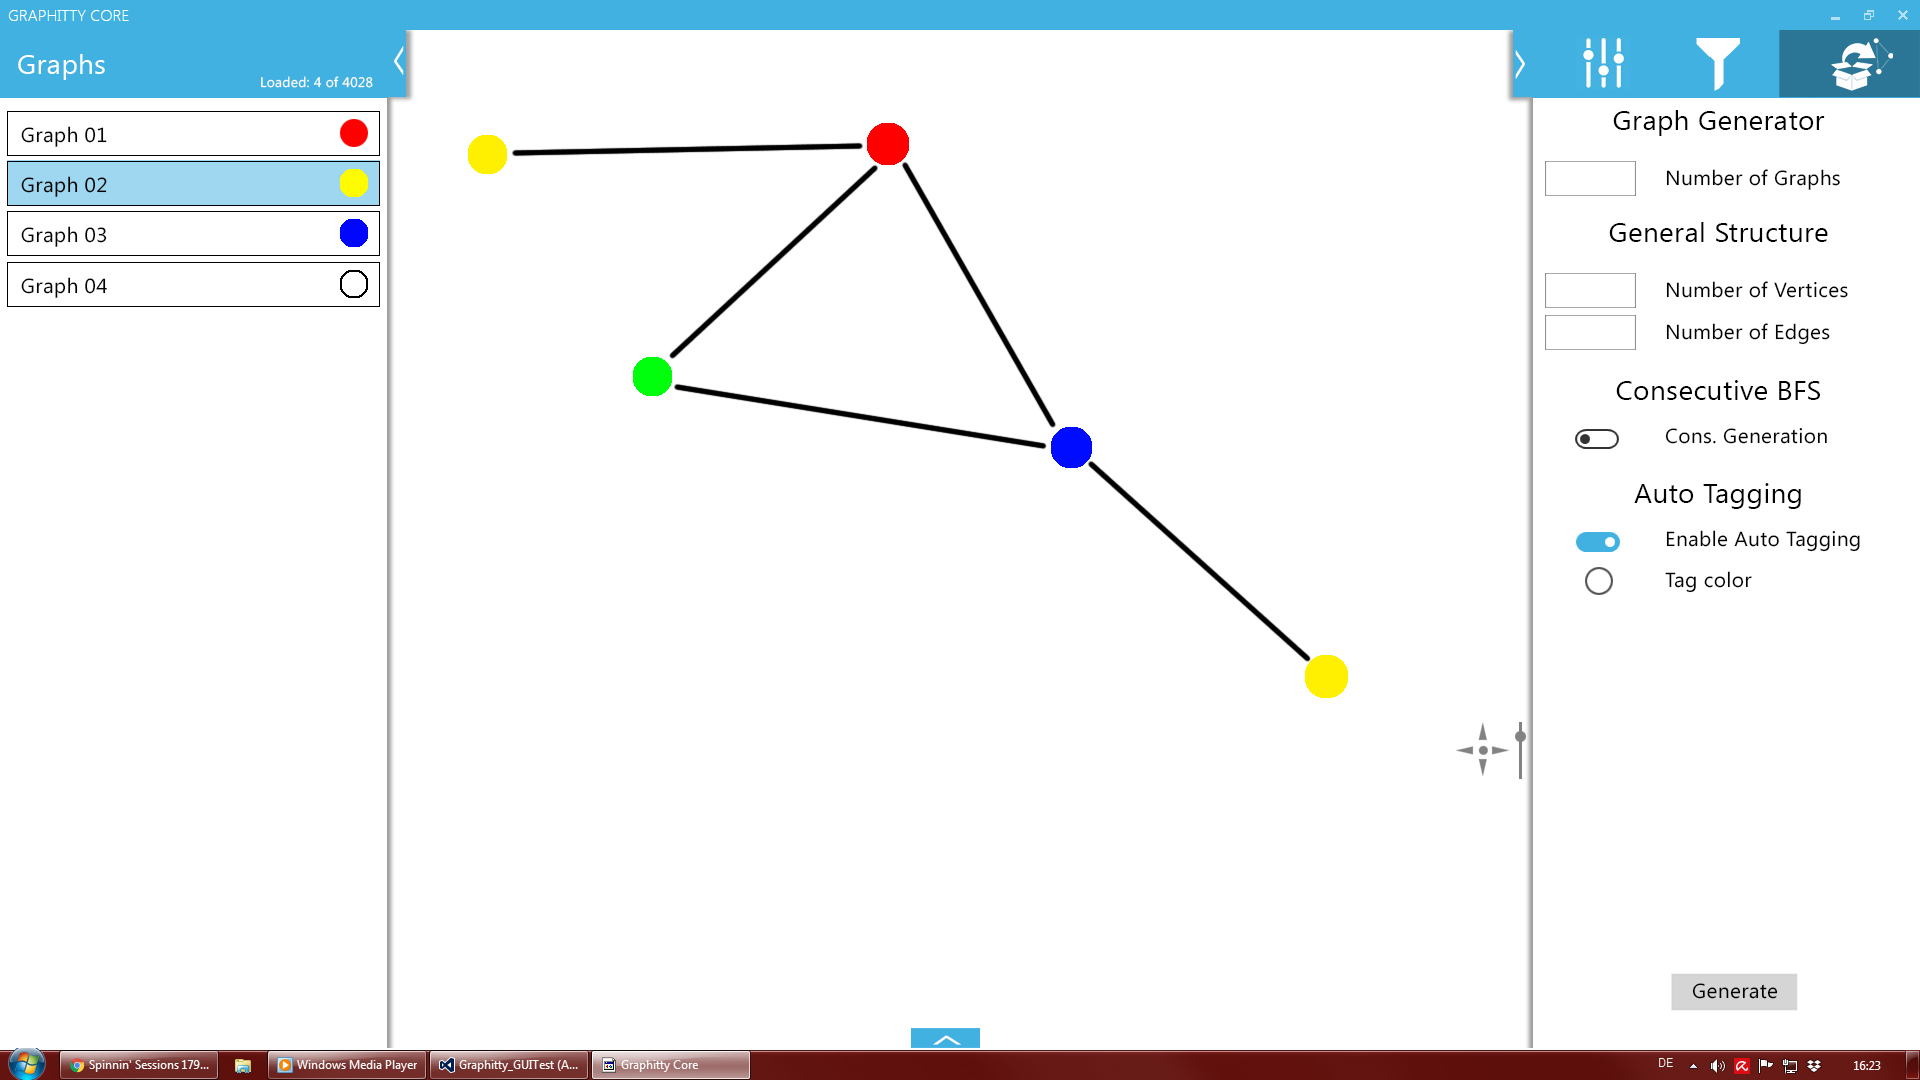 GRAPHITTY CORE
Graphs
Loaded: 4 of 4028
Graph 01
Graph 02
Graph 03
Graph 04
Graph Generator
Number of Graphs
General Structure
Number of Vertices
Number of Edges
Consecutive BFS
Cons. Generation
Auto Tagging
Enable Auto Tagging
Tag color
Generate
Spinnin' Sessions 179...
Windows Media Player
Graphitty_GUITest (A...
Graphitty Core
DE
16:23